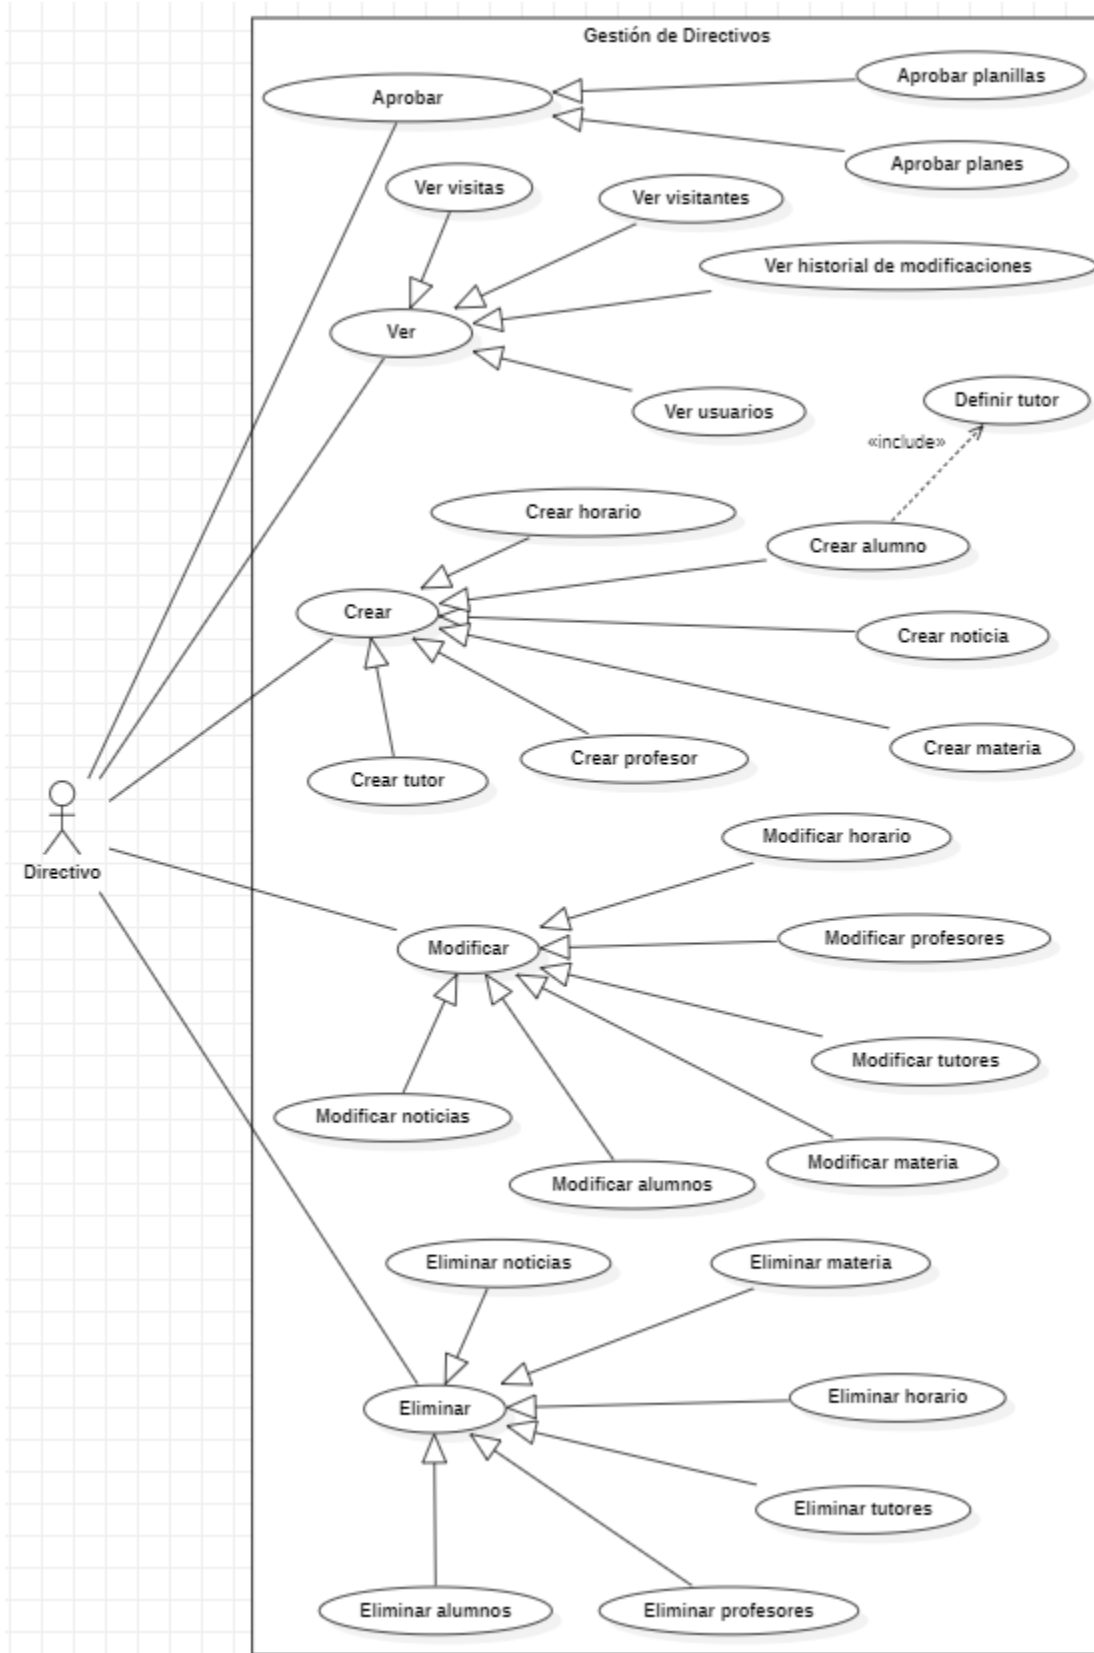 Gestión de Directivos
Aprobar planillas
Aprobar
Aprobar planes
Ver visitas
Ver visitantes
Ver historial de modificaciones
Ver
Definir tutor
Ver usuarios
«include»
Crear horario
Crear alumno
Crear
Crear noticia
Crear materia
Crear profesor
Crear tutor
Modificar horario
Directivo
Modificar profesores
Modificar
Modificar tutores
Modificar noticias
Modificar materia
Modificar alumnos
Eliminar noticias
Eliminar materia
Eliminar horario
Eliminar
Eliminar tutores
Eliminar alumnos
Eliminar profesores